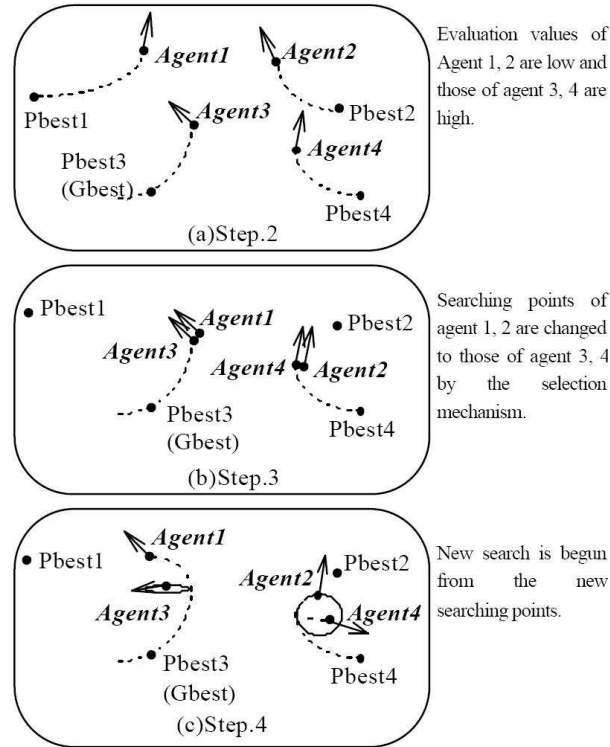 Agent1
Agent2
Pbest1
Agent3
Pbest2
Agent4
Pbest3
(Gbest)
Pbest4
(a)Step.2
Evaluation values of
Agent 1, 2 are low and
those of agent 3, 4 are
high.
Pbest1
Agent1
Pbest2
Agent3
Agent4
Agent2
Pbest3
(Gbest)
Pbest4
(b)Step.3
Searching points of
agent 1, 2 are changed
to those of agent 3, 4
by the selection
mechanism.
Agent1
Pbest1
Pbest2
Agent2
Agent3
Agent4
Pbest3
(Gbest)
Pbest4
(c)Step.4
New search is begun
from the new
searching points.